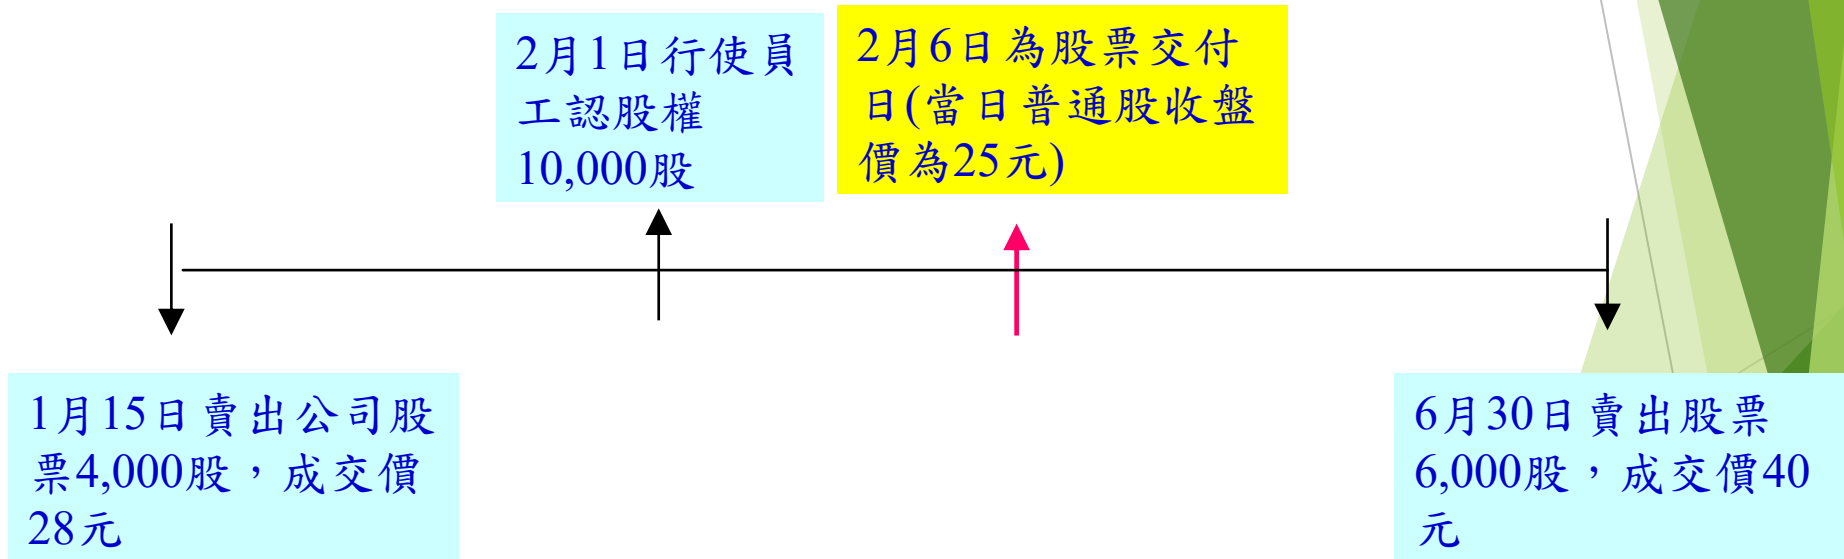 2月1日行使員
工認股權
10,000股
2月6日為股票交付
日(當日普通股收盤
價為25元)
1月15日賣出公司股
票4,000股，成交價
28元
6月30日賣出股票
6,000股，成交價40
元